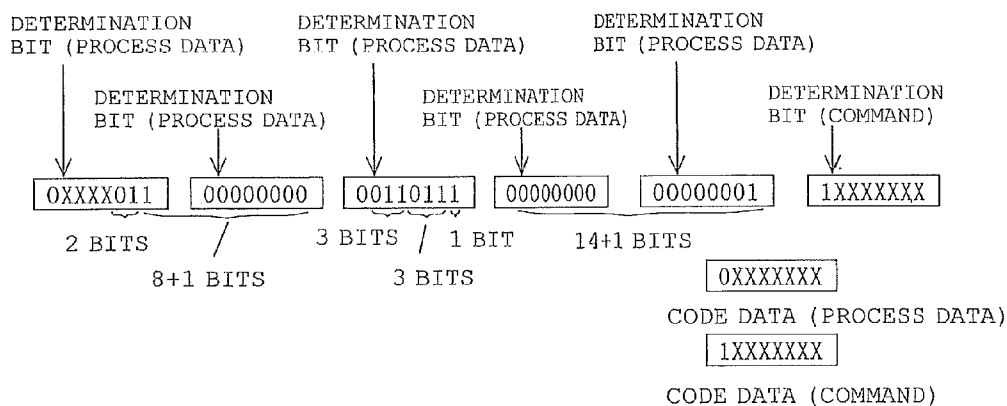 DETERMINATION
BIT (PROCESS DATA)
DETERMINATION
BIT (PROCESS DATA)
DETERMINATION
BIT (PROCESS DATA)
DETERMINATION
BIT (PROCESS DATA)
DETERMINATION
BIT (PROCESS DATA)
DETERMINATION
BIT (COMMAND)
0XXXX011 00000000 00110111 00000000 00000001 1XXXXXXX
2 BITS 3 BITS 1 BIT 14+1 BITS
8+1 BITS 3 BITS
0XXXXXXX
CODE DATA (PROCESS DATA)
1XXXXXXX
CODE DATA (COMMAND)